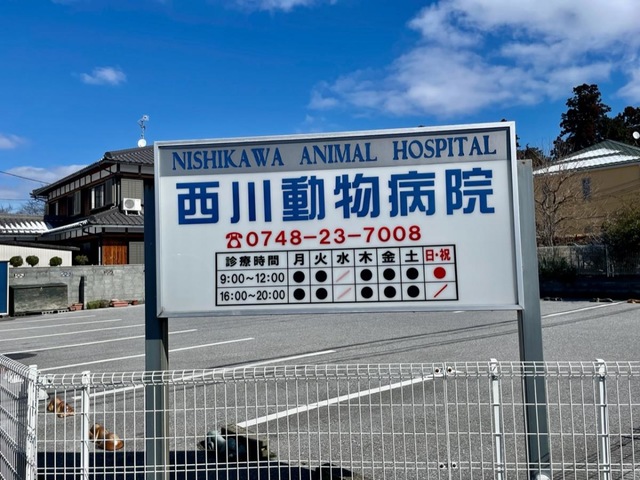 NISHIKAWA ANIMAL HOSPITAL
西川動物病院
☎0748-23-7008
診療時間 月 火 水 木 金 土 日・祝
9:00~12:00 ● ● / ● ● ● ●
16:00~20:00 ● ● / ● ● ● /